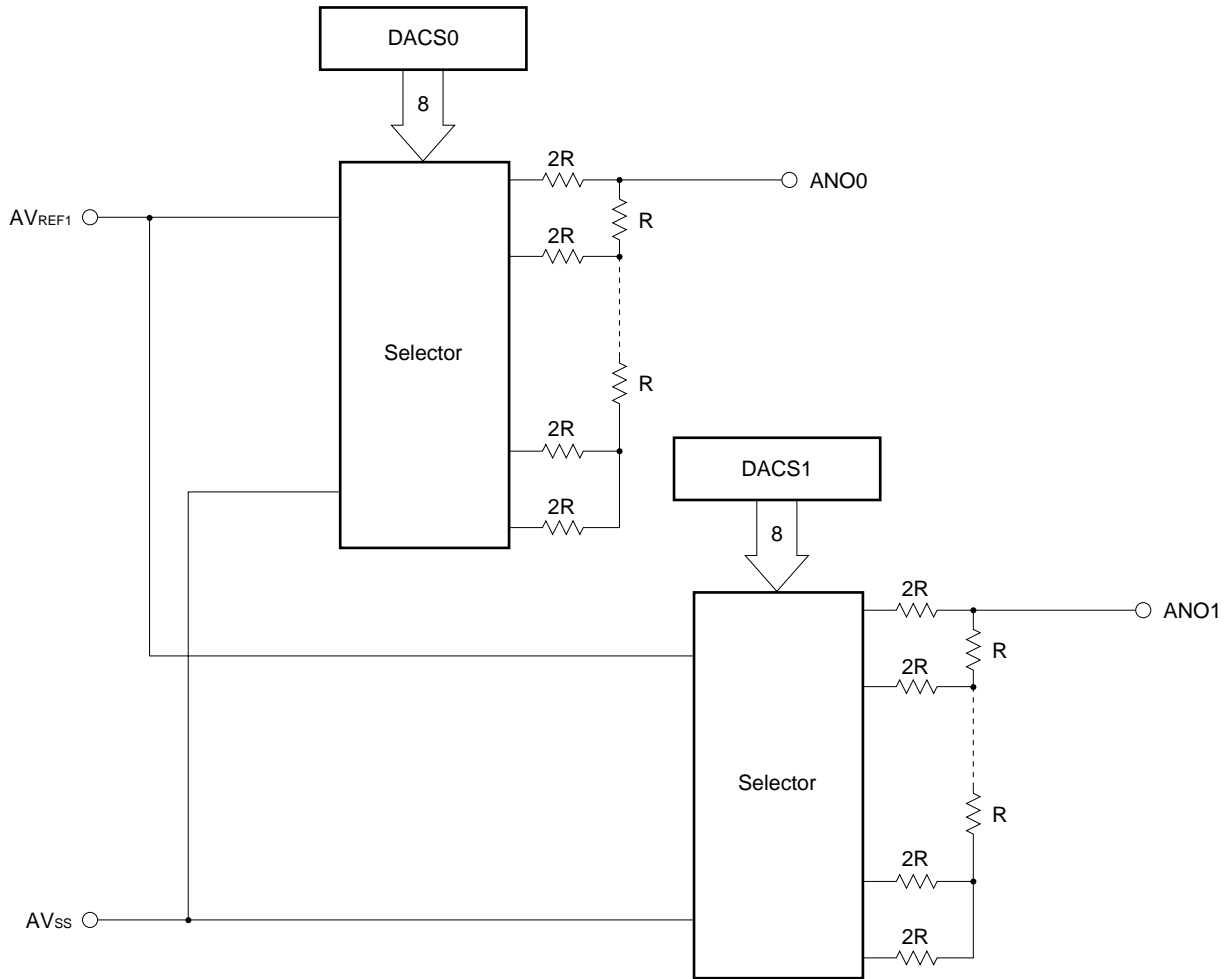 DACS0
8
2R
ANO0
R
AVREF1
2R
Selector
R
2R
2R
DACS1
8
2R
ANO1
R
2R
Selector
R
2R
AVSS
2R